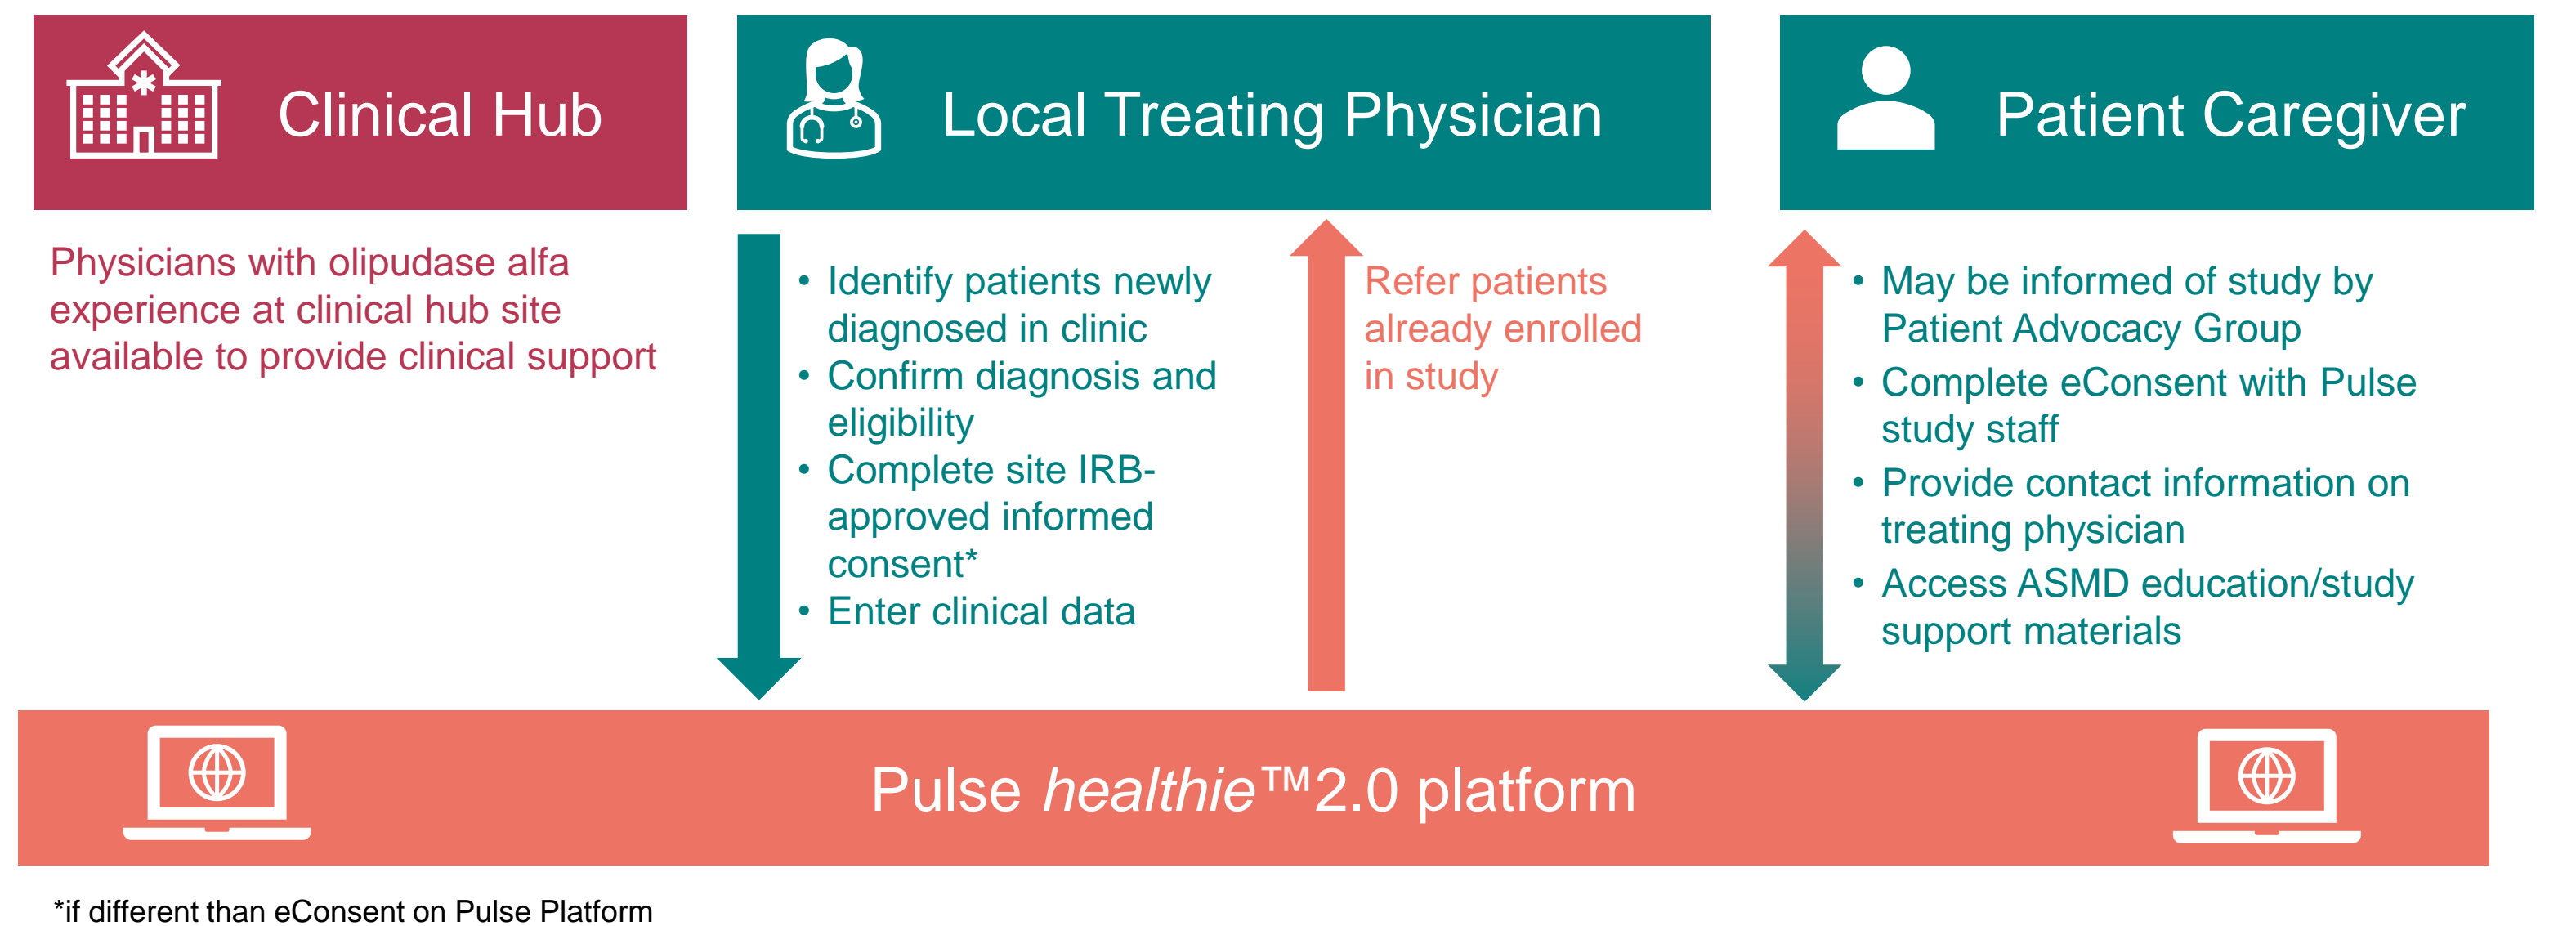 Clinical Hub
Local Treating Physician
Patient Caregiver
Physicians with olipudase alfa
experience at clinical hub site
available to provide clinical support
• Identify patients newly
diagnosed in clinic
• Confirm diagnosis and
eligibility
• Complete site IRB-
approved informed
consent*
• Enter clinical data
Refer patients
already enrolled
in study
• May be informed of study by
Patient Advocacy Group
• Complete eConsent with Pulse
study staff
• Provide contact information on
treating physician
• Access ASMD education/study
support materials
Pulse healthie™2.0 platform
*if different than eConsent on Pulse Platform